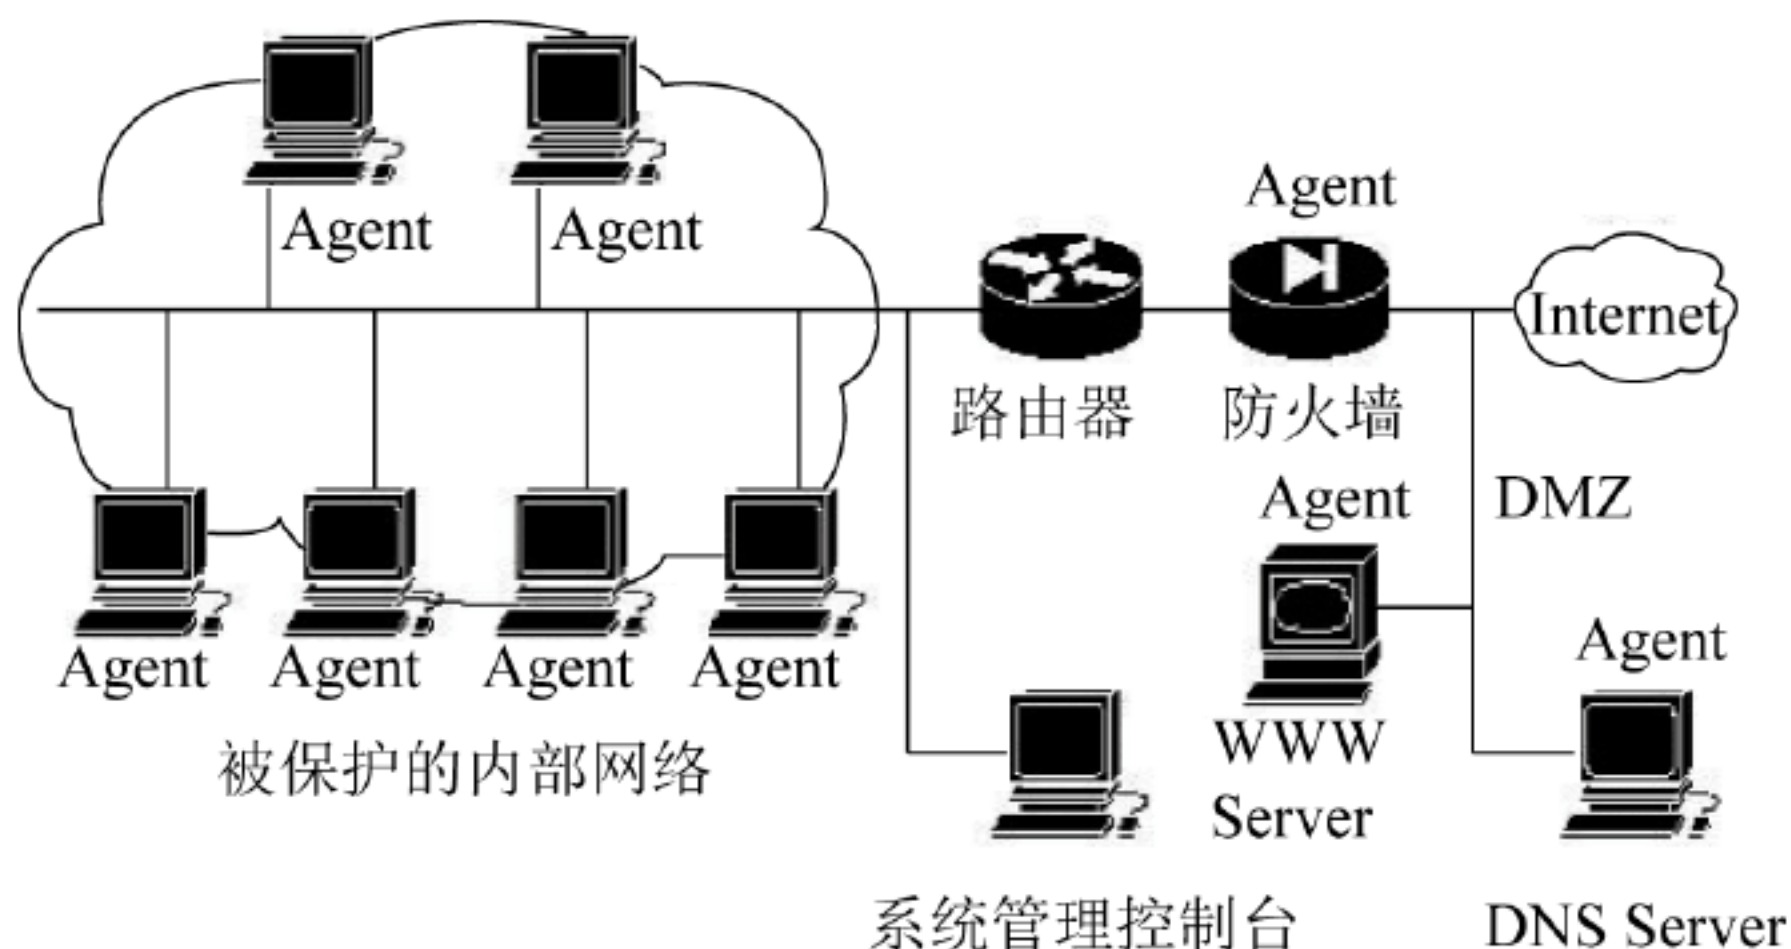 Agent
Agent
Agent
Internet
路由器
防火墙
Agent
DMZ
Agent
Agent
Agent
Agent
Agent
被保护的内部网络
WWW
Server
系统管理控制台
DNS Server